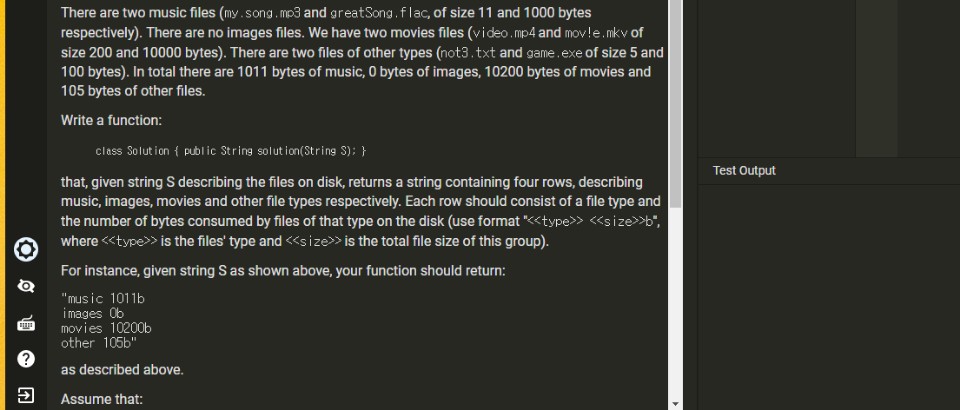 There are two music files (my.song.mp3 and greatSong.flac, of size 11 and 1000 bytes
respectively). There are no images files. We have two movies files (video.mp4 and mov!e.mkv of
size 200 and 10000 bytes). There are two files of other types (not3.txt and game.exe of size 5 and
100 bytes). In total there are 1011 bytes of music, 0 bytes of images, 10200 bytes of movies and
105 bytes of other files.
Write a function:
class Solution { public String solution(String S); }
that, given string S describing the files on disk, returns a string containing four rows, describing
music, images, movies and other file types respectively. Each row should consist of a file type and
the number of bytes consumed by files of that type on the disk (use format "<<type>> <<size>>b",
where <<type>> is the files' type and <<size>> is the total file size of this group).
For instance, given string S as shown above, your function should return:
"music 1011b
images 0b
movies 10200b
other 105b"
as described above.
Assume that:
Test Output